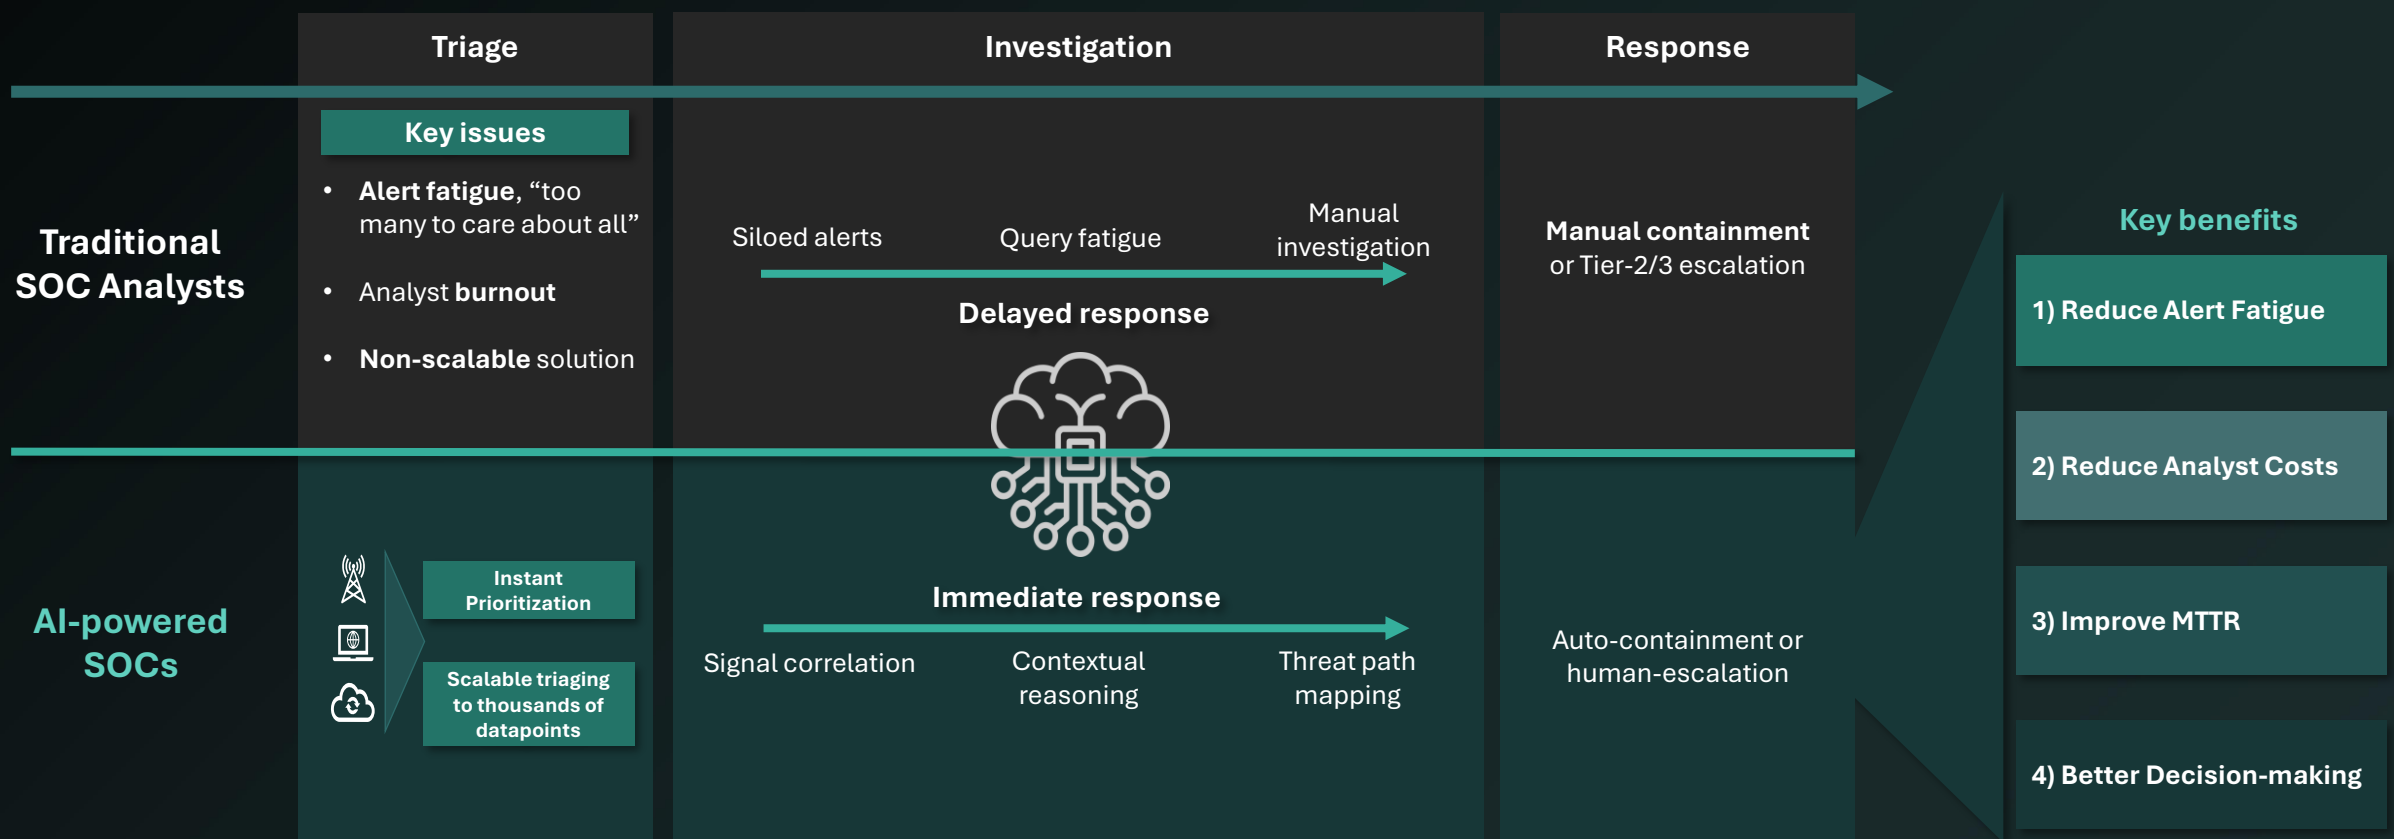 Triage
Investigation
Response
Traditional
SOC Analysts
Key issues
• Alert fatigue, “too
many to care about all”
• Analyst burnout
• Non-scalable solution
Siloed alerts
Query fatigue
Manual
investigation
Delayed response
Manual containment
or Tier-2/3 escalation
AI-powered
SOCs
Instant
Prioritization
Scalable triaging
to thousands of
datapoints
Immediate response
Signal correlation
Contextual
reasoning
Threat path
mapping
Auto-containment or
human-escalation
Key benefits
1) Reduce Alert Fatigue
2) Reduce Analyst Costs
3) Improve MTTR
4) Better Decision-making